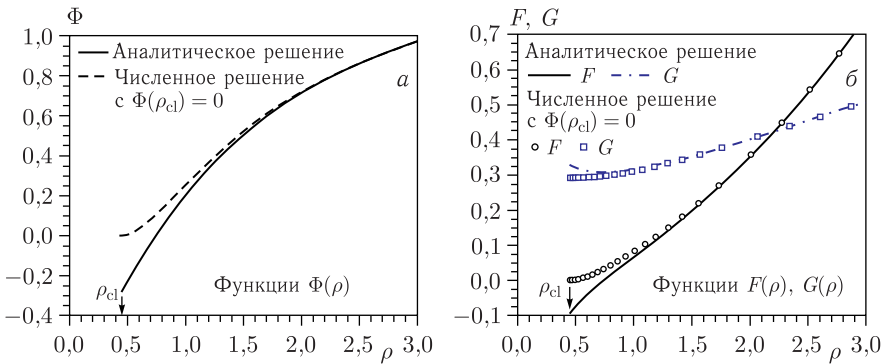 Φ
1,0
0,8
0,6
0,4
0,2
0,0
−0,2
−0,4
Аналитическое решение
Численное решение
с Φ(ρcl) = 0
а
ρcl
Функции Φ(ρ)
0,0 0,5 1,0 1,5 2,0 2,5 3,0
ρ
F, G
0,7
0,6
0,5
0,4
0,3
0,2
0,1
0,0
−0,1
Аналитическое решение
F G
Численное решение
с Φ(ρcl) = 0
F G
б
ρcl
Функции F(ρ), G(ρ)
0,0 0,5 1,0 1,5 2,0 2,5 3,0
ρ